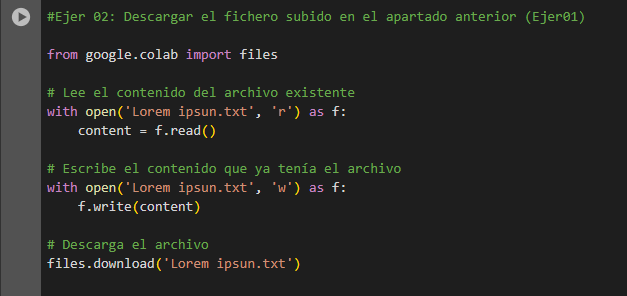 #Ejer 02: Descargar el fichero subido en el apartado anterior (Ejer01)
from google.colab import files
# Lee el contenido del archivo existente
with open('Lorem ipsun.txt', 'r') as f:
    content = f.read()
# Escribe el contenido que ya tenía el archivo
with open('Lorem ipsun.txt', 'w') as f:
    f.write(content)
# Descarga el archivo
files.download('Lorem ipsun.txt')